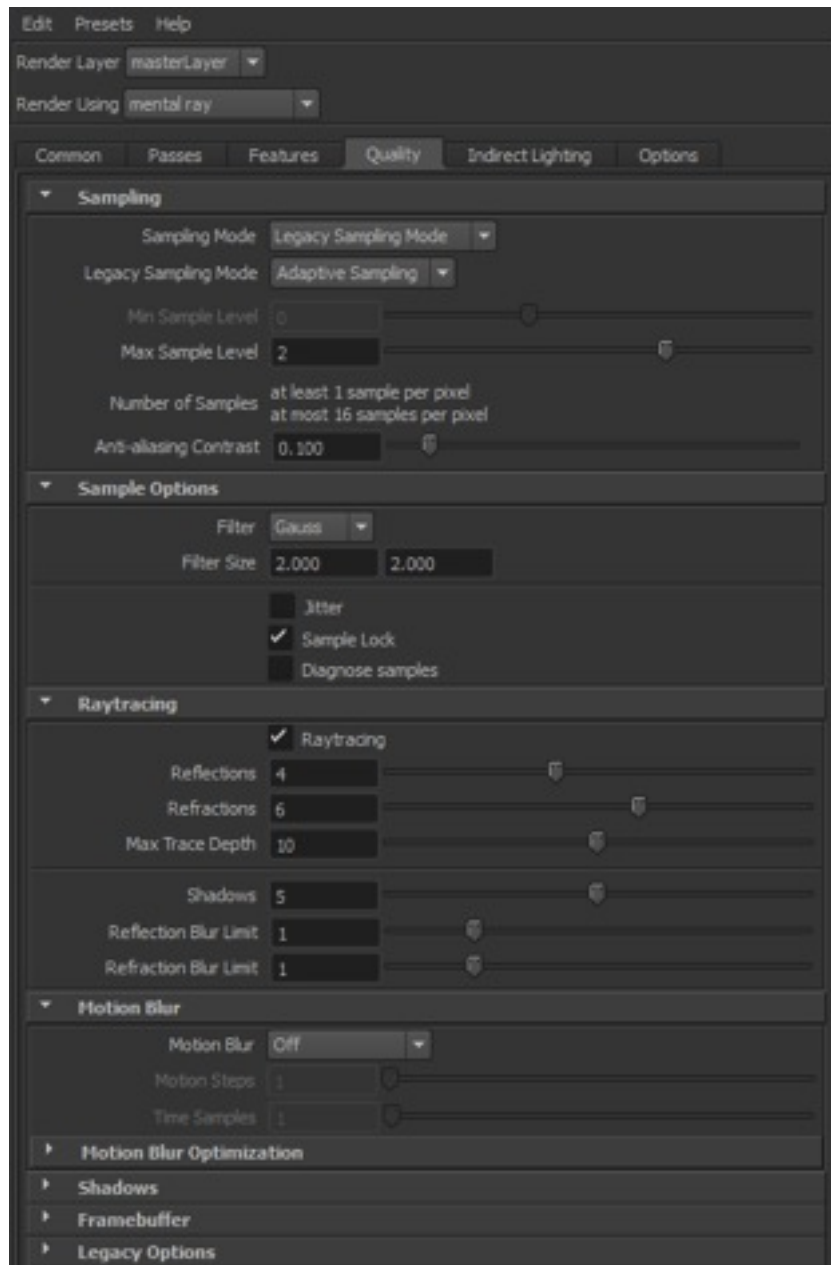 Edit Presets Help
Render Layer masterLayer
Render Using mental ray
Common Passes Features Quality Indirect Lighting Options
Sampling
Sampling Mode Legacy Sampling Mode
Legacy Sampling Mode Adaptive Sampling
Min Sample Level 0
Max Sample Level 2
Number of Samples at least 1 sample per pixel
at most 16 samples per pixel
Anti-aliasing Contrast 0.100
Sample Options
Filter Gauss
Filter Size 2.000 2.000
Jitter
Sample Lock
Diagnose samples
Raytracing
Raytracing
Reflections 4
Refractions 6
Max Trace Depth 10
Shadows 5
Reflection Blur Limit 1
Refraction Blur Limit 1
Motion Blur
Motion Blur Off
Motion Steps 1
Time Samples 1
Motion Blur Optimization
Shadows
Framebuffer
Legacy Options